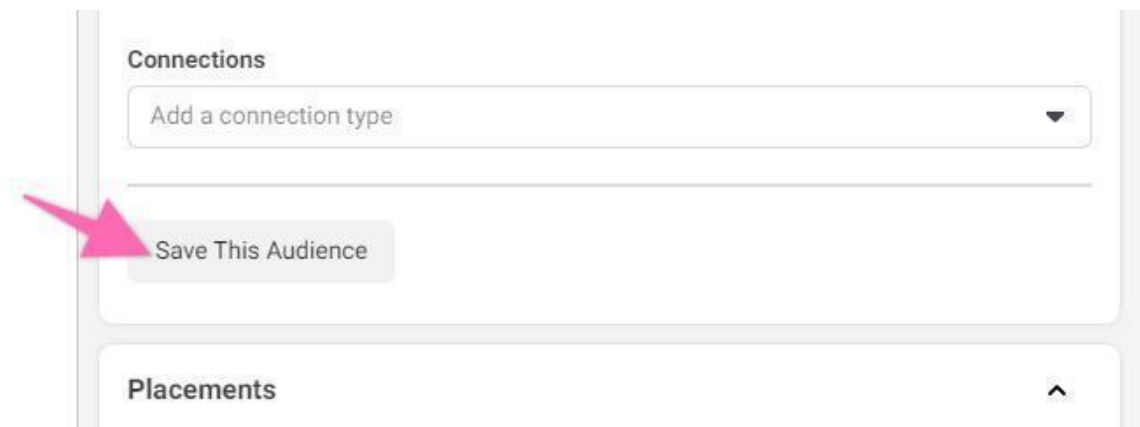 Connections
Add a connection type
Save This Audience
Placements